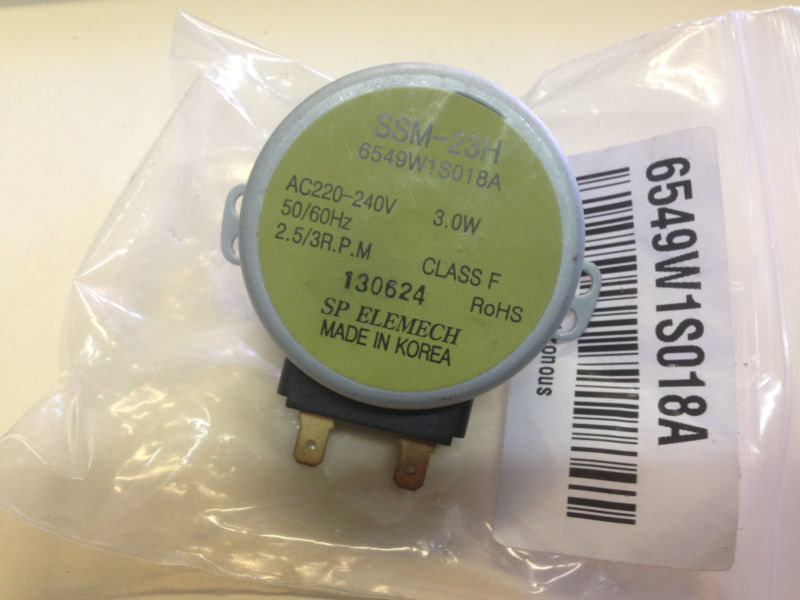 SSM-23H
6549W1S018A
AC220-240V 3.0W
50/60Hz
2.5/3R.P.M
CLASS F
130624 RoHS
SP ELEMECH
MADE IN KOREA
6549W1S018A
onous